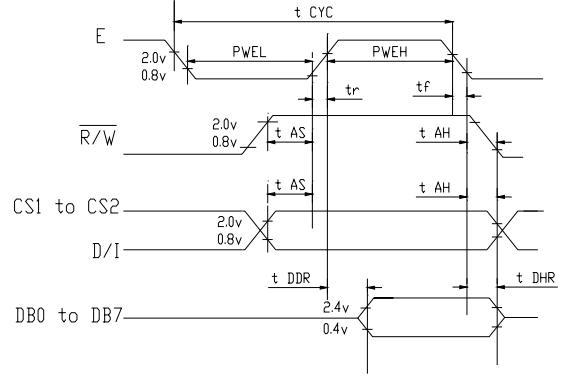 t CYC
E
PWEL
PWEH
2.0v
0.8v
tr
tf
R/W
2.0v
0.8v
t AS
t AH
t AS
t AH
CS1 to CS2
2.0v
0.8v
D/I
t DDR
t DHR
2.4v
DB0 to DB7
0.4v